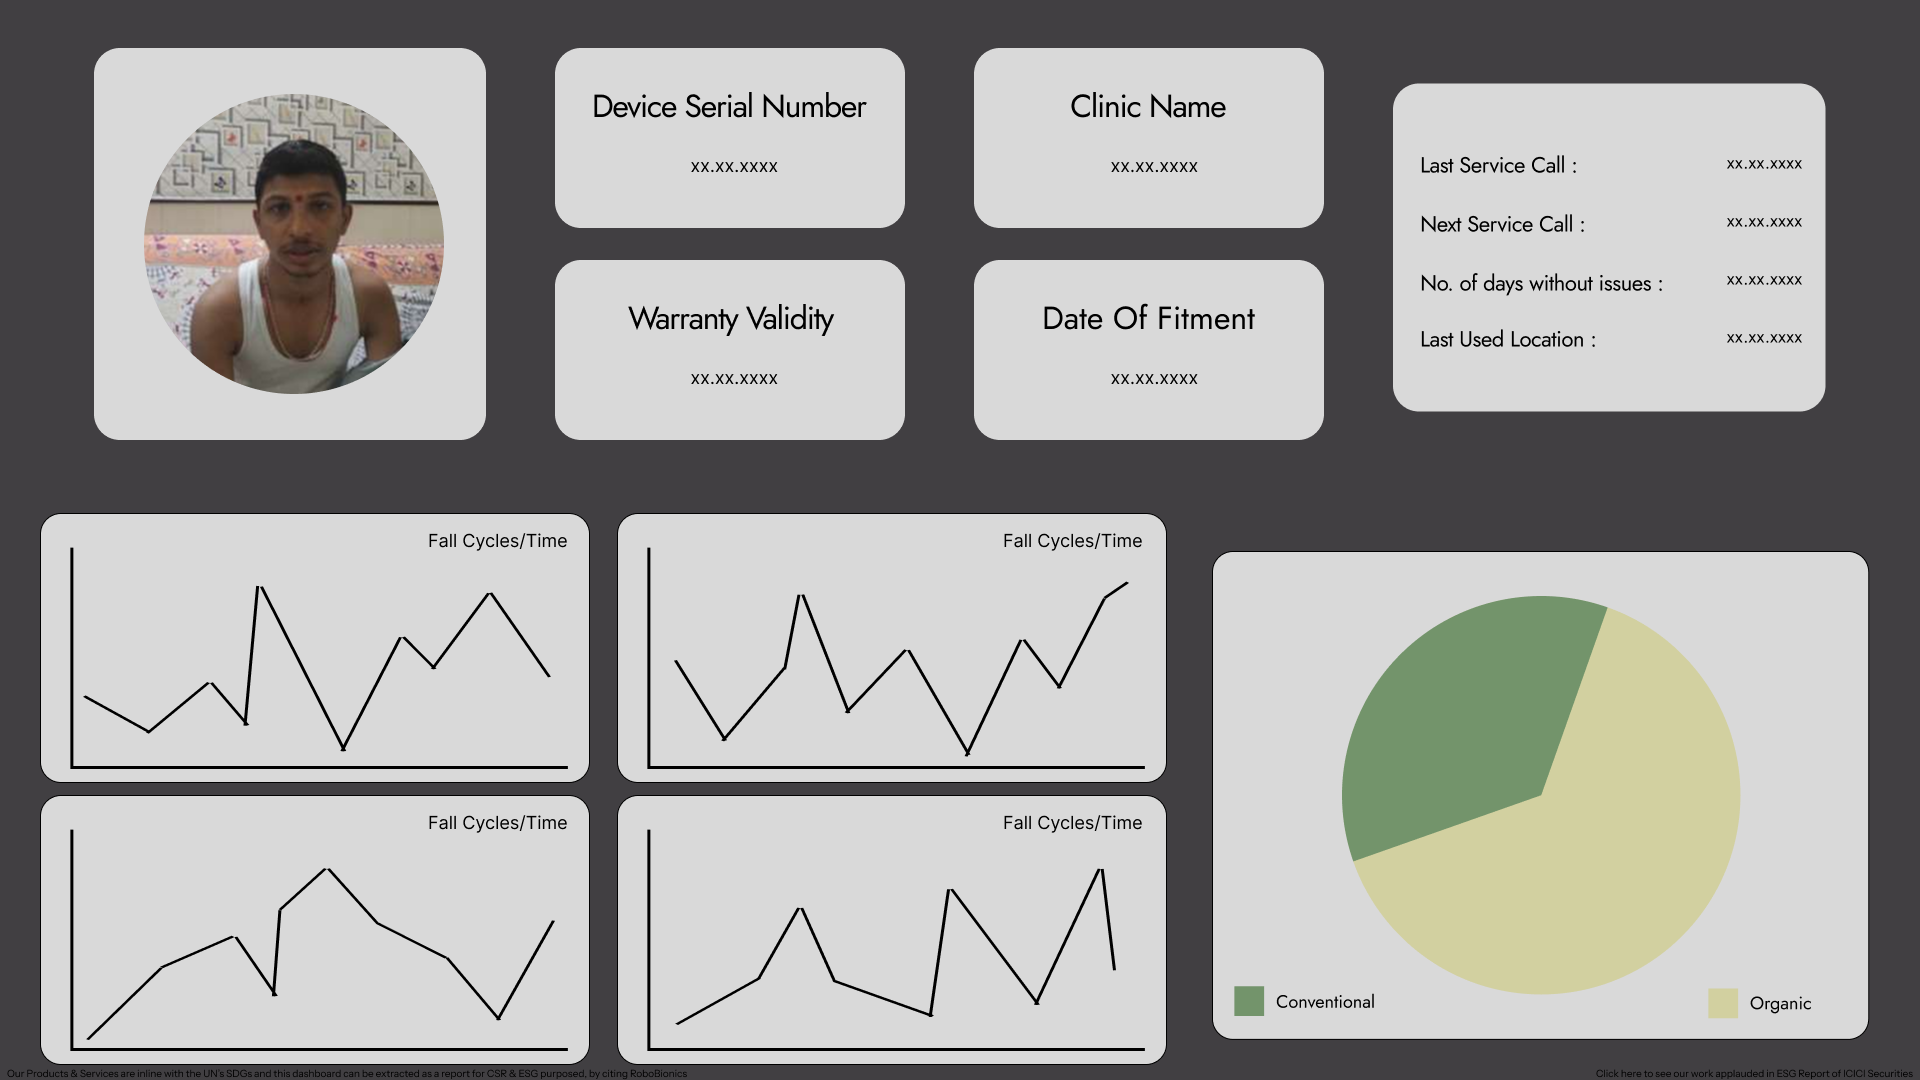 Device Serial Number
xx.xx.xxxx
Clinic Name
xx.xx.xxxx
Warranty Validity
xx.xx.xxxx
Date Of Fitment
xx.xx.xxxx
Last Service Call : xx.xx.xxxx
Next Service Call : xx.xx.xxxx
No. of days without issues : xx.xx.xxxx
Last Used Location : xx.xx.xxxx
Fall Cycles/Time
Fall Cycles/Time
Fall Cycles/Time
Fall Cycles/Time
Conventional
Organic
Our Products & Services are inline with the UN's SDGs and this dashboard can be extracted as a report for CSR & ESG purposed, by citing RoboBionics
Click here to see our work applauded in ESG Report of ICICI Securities